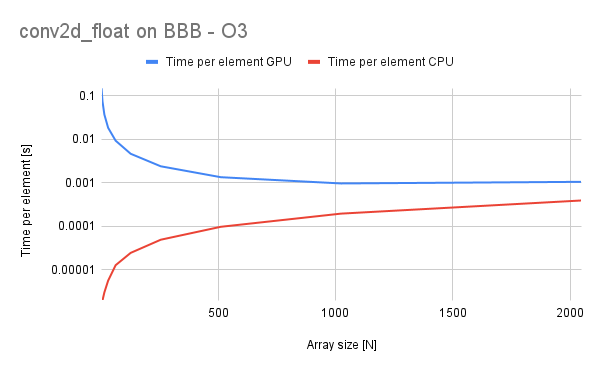 conv2d_float on BBB - O3
Time per element GPU
Time per element CPU
0.1
0.01
0.001
0.0001
0.00001
Time per element [s]
500
1000
1500
2000
Array size [N]